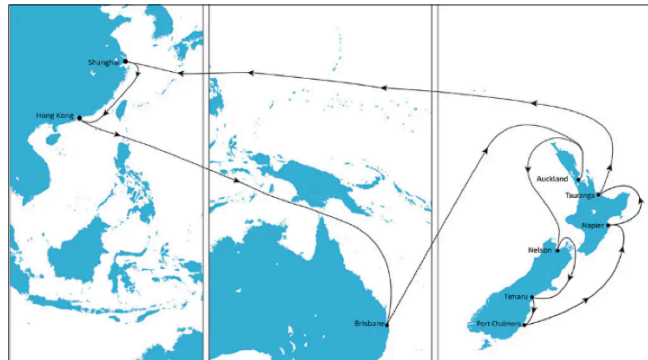 Shanghai
Hong Kong
Auckland
Tauranga
Napier
Nelson
Timaru
Brisbane
Port Chalmers